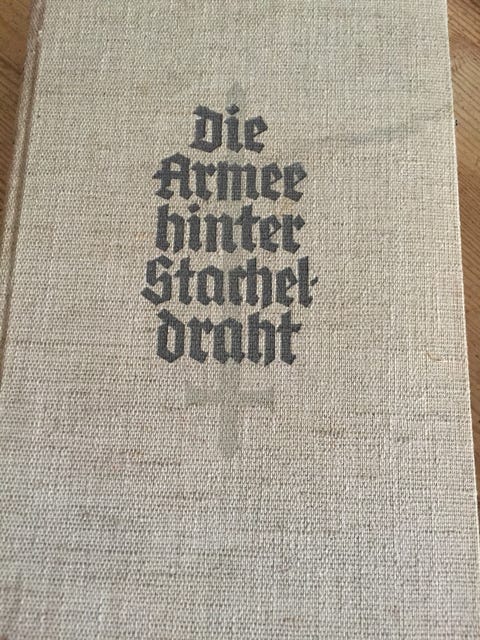 Die
Armee
hinter
Stachel-
draht